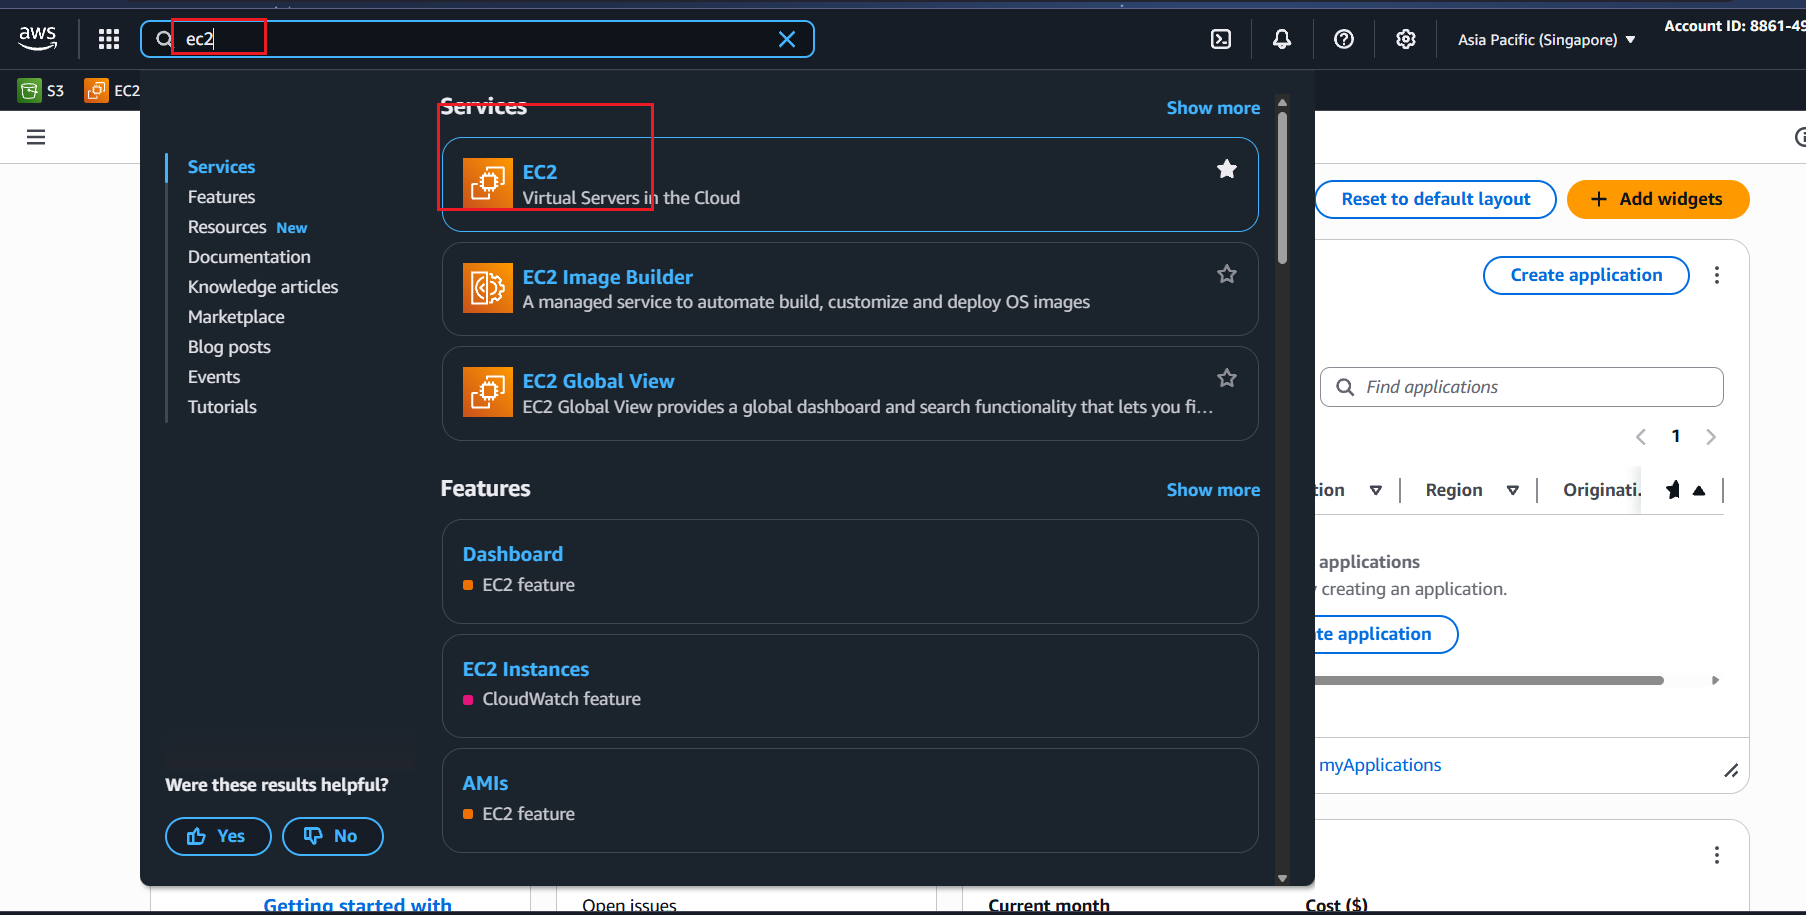 aws
ec2
Asia Pacific (Singapore)
Account ID: 8861-49
S3
EC2
Services
Show more
Services
Features
Resources New
Documentation
Knowledge articles
Marketplace
Blog posts
Events
Tutorials
EC2
Virtual Servers in the Cloud
EC2 Image Builder
A managed service to automate build, customize and deploy OS images
EC2 Global View
EC2 Global View provides a global dashboard and search functionality that lets you fi...
Features
Show more
Dashboard
EC2 feature
EC2 Instances
CloudWatch feature
AMIs
EC2 feature
Were these results helpful?
Yes
No
Reset to default layout
Add widgets
Create application
Find applications
1
tion
Region
Originati.
applications
creating an application.
te application
myApplications
Getting started with
Open issues
Current month
Cost ($)